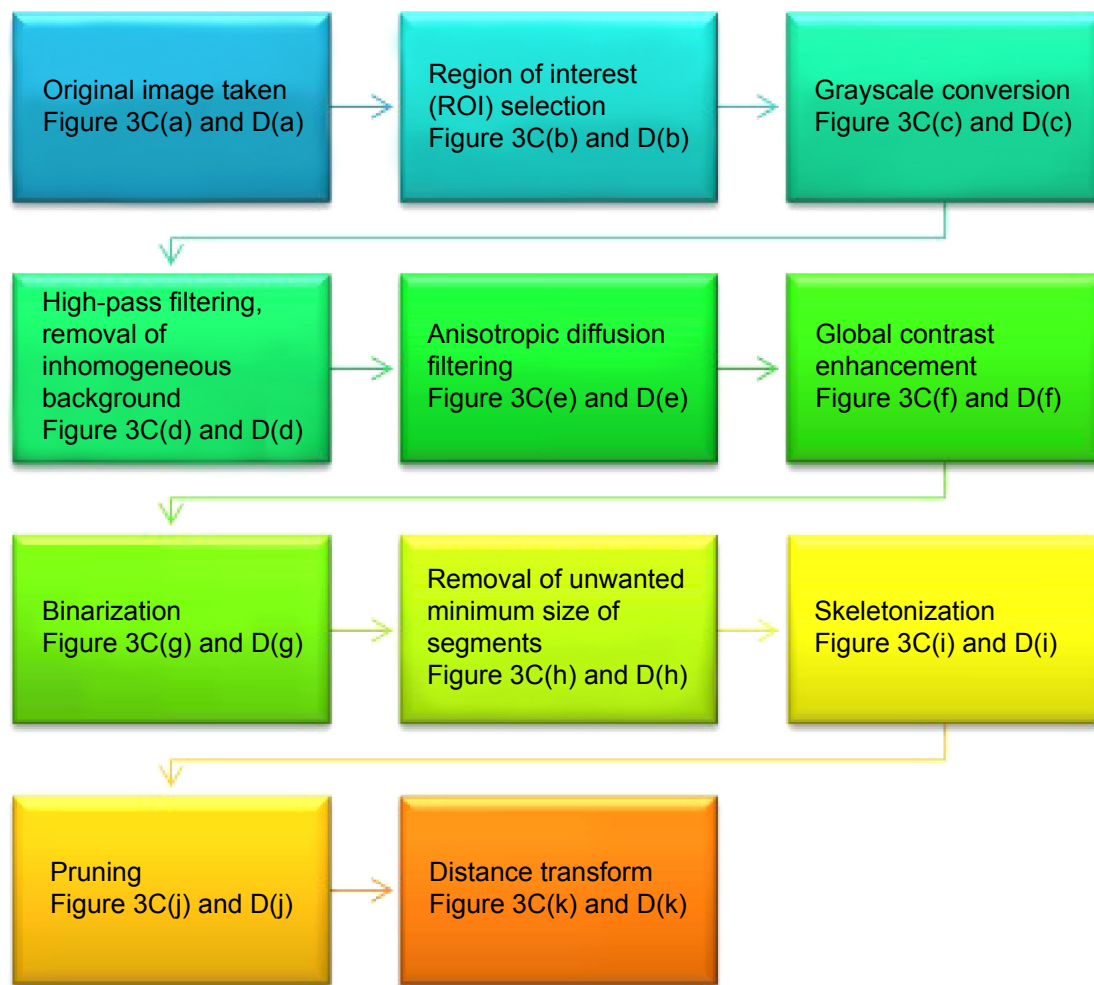 Original image taken
Figure 3C(a) and D(a)
Region of interest
(ROI) selection
Figure 3C(b) and D(b)
Grayscale conversion
Figure 3C(c) and D(c)
High-pass filtering,
removal of
inhomogeneous
background
Figure 3C(d) and D(d)
Anisotropic diffusion
filtering
Figure 3C(e) and D(e)
Global contrast
enhancement
Figure 3C(f) and D(f)
Binarization
Figure 3C(g) and D(g)
Removal of unwanted
minimum size of
segments
Figure 3C(h) and D(h)
Skeletonization
Figure 3C(i) and D(i)
Pruning
Figure 3C(j) and D(j)
Distance transform
Figure 3C(k) and D(k)